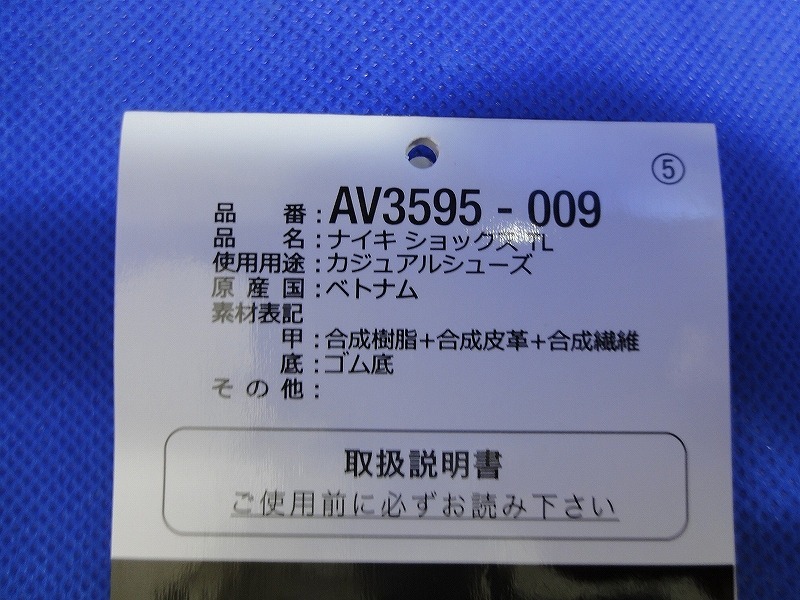 ⑤
品 番：AV3595 - 009
品 名：ナイキ ショックス TL
使用用途：カジュアルシューズ
原 産 国：ベトナム
素材表記
甲：合成樹脂+合成皮革+合成繊維
底：ゴム底
そ の 他：
取扱説明書
ご使用前に必ずお読み下さい